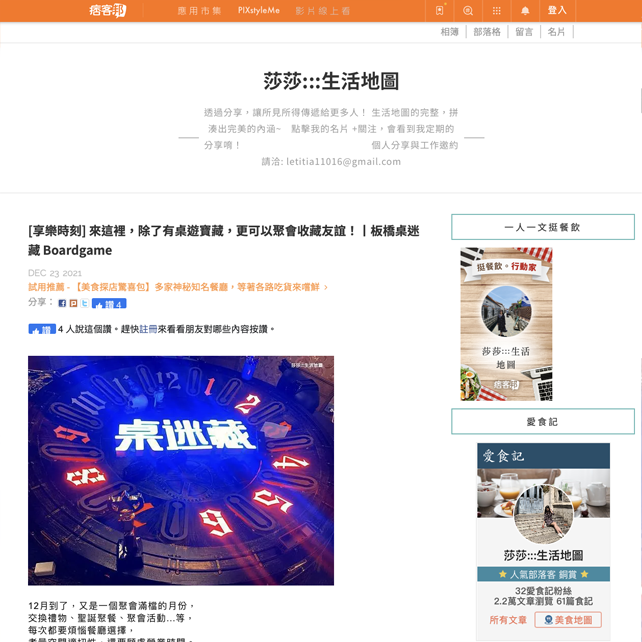 痞客邦
應用市集
PIXstyleMe
影片線上看
登入
相簿
部落格
留言
名片
莎莎:::生活地圖
透過分享，讓所見所得傳遞給更多人！ 生活地圖的完整，拼
湊出完美的內涵~　點擊我的名片 +關注，會看到我定期的
分享唷！ 個人分享與工作邀約
請洽: letitia11016@gmail.com
[享樂時刻] 來這裡，除了有桌遊寶藏，更可以聚會收藏友誼！┃板橋桌迷
藏 Boardgame
DEC 23 2021
試用推薦 - 【美食探店驚喜包】多家神秘知名餐廳，等著各路吃貨來嚐鮮 ›
分享：
讚 4
讚 4 人說這個讚。趕快註冊來看看朋友對哪些內容按讚。
莎莎:::生活地圖
桌迷藏
1
2
3
4
5
6
8
12月到了，又是一個聚會滿檔的月份，
交換禮物、聖誕聚餐、聚會活動...等，
每次都要煩惱餐廳選擇，
一人一文挺餐飲
挺餐飲。行動家
莎莎:::生活
地圖
痞客邦
愛食記
愛食記
莎莎:::生活地圖
人氣部落客 銅賞
32愛食記粉絲
2.2萬文章瀏覽 61篇食記
所有文章
美食地圖